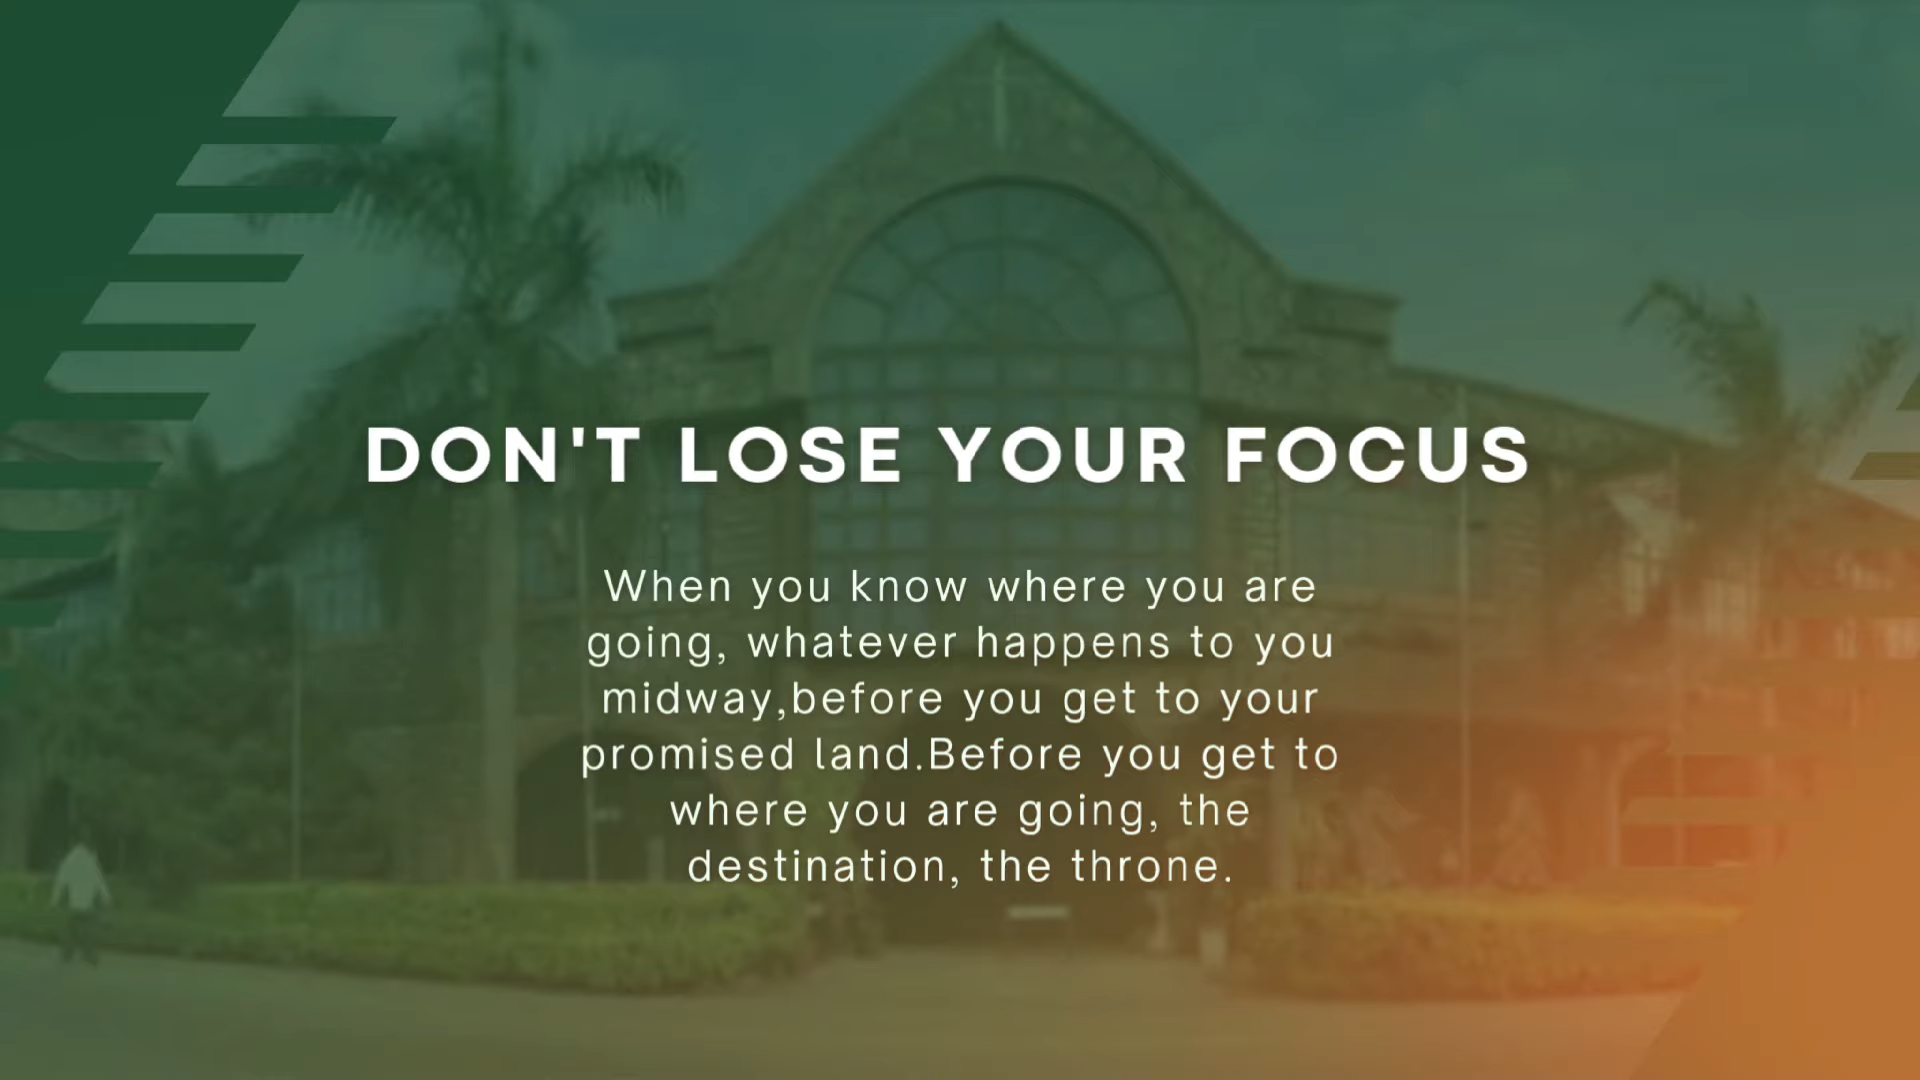 DON'T LOSE YOUR FOCUS
When you know where you are
going, whatever happens to you
midway,before you get to your
promised land.Before you get to
where you are going, the
destination, the throne.